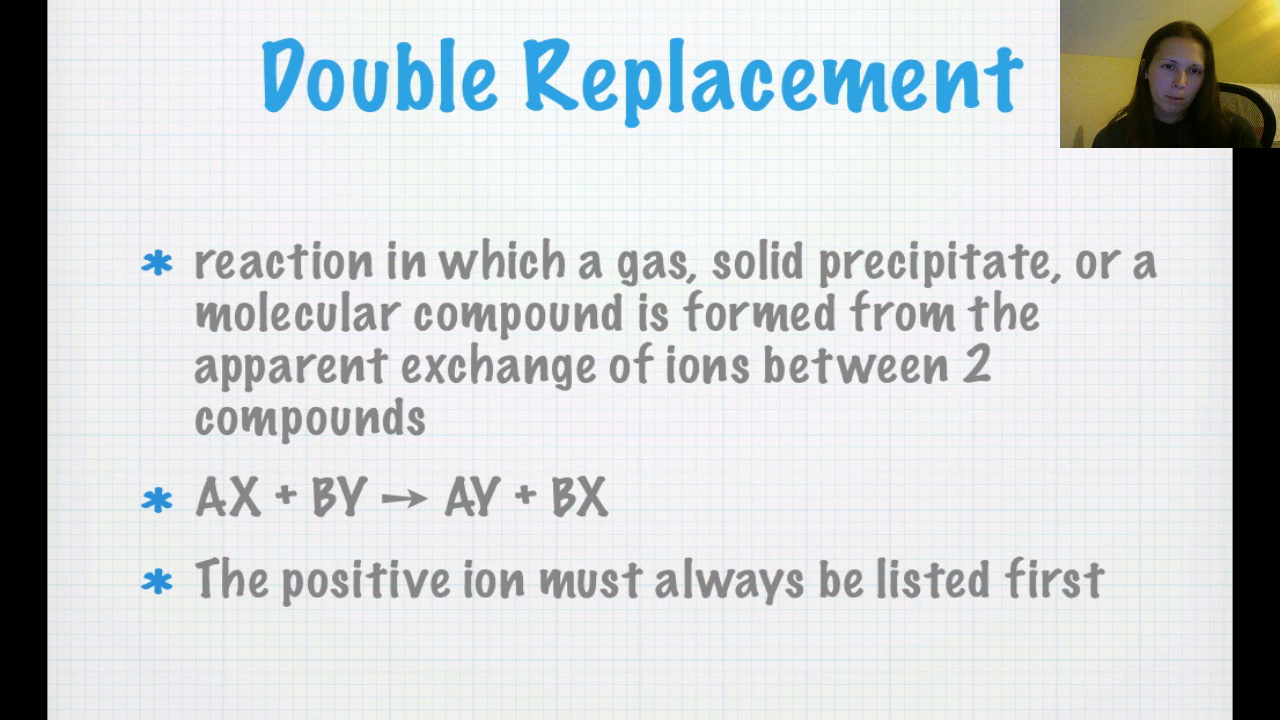 Double Replacement
* reaction in which a gas, solid precipitate, or a
molecular compound is formed from the
apparent exchange of ions between 2
compounds
* AX + BY → AY + BX
* The positive ion must always be listed first